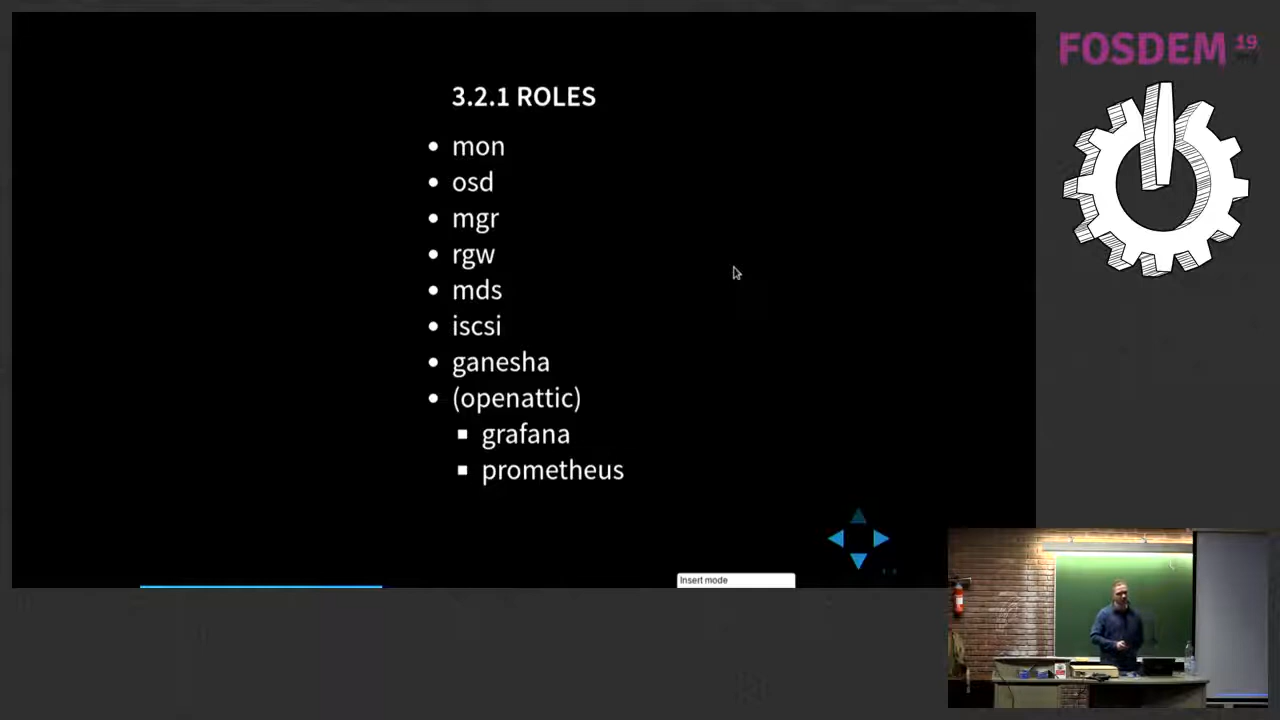 3.2.1 ROLES
mon
osd
mgr
rgw
mds
iscsi
ganesha
(openattic)
grafana
prometheus
Insert mode
FOSDEM 19